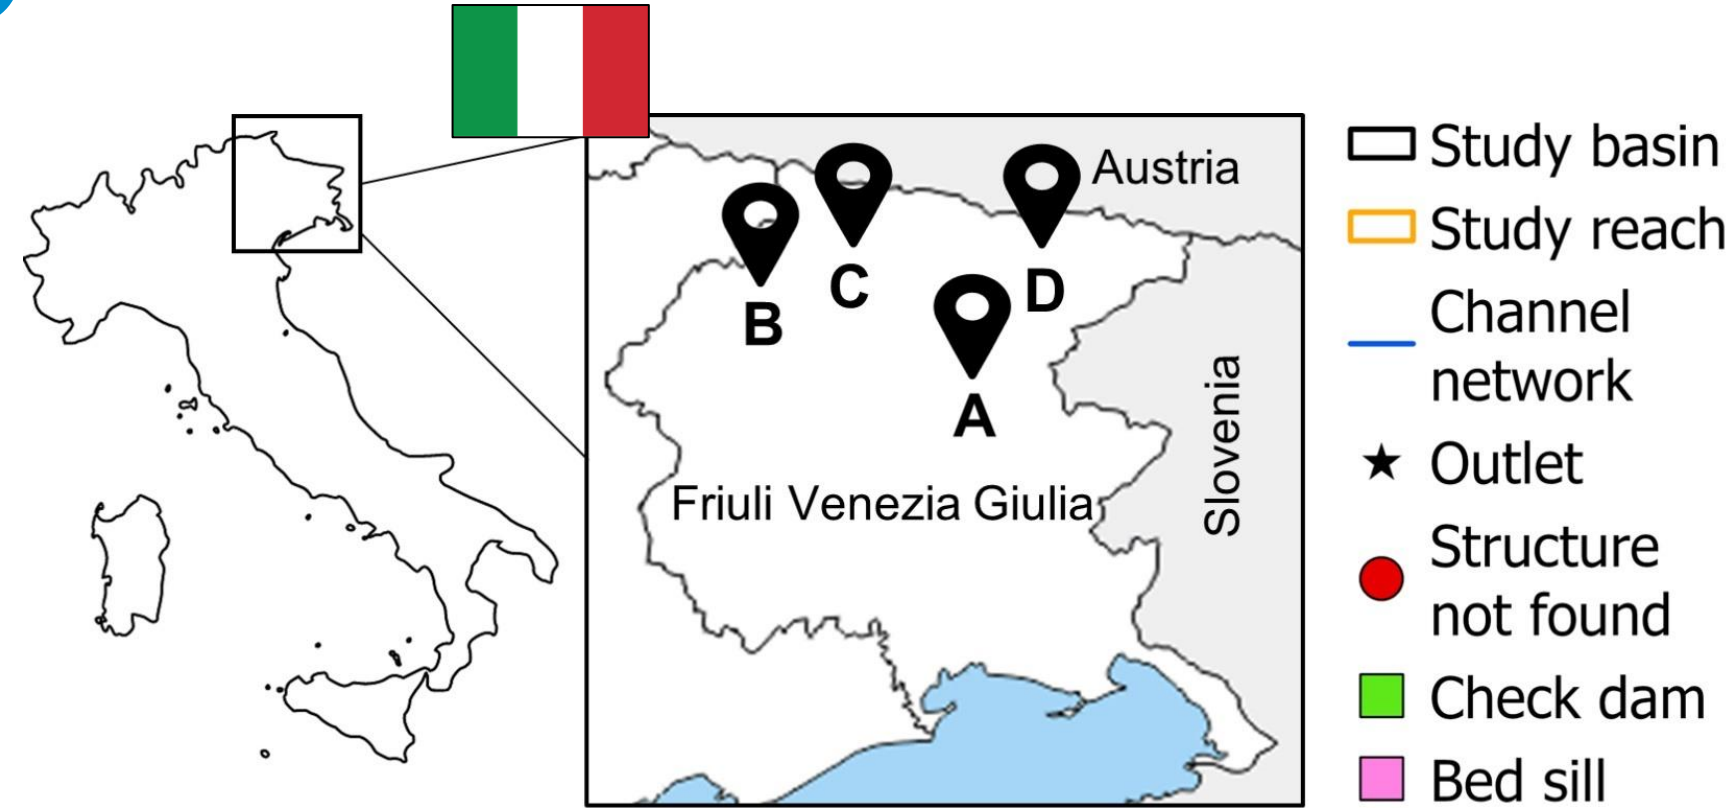 Austria
B
C
D
A
Friuli Venezia Giulia
Slovenia
Study basin
Study reach
Channel
network
Outlet
Structure
not found
Check dam
Bed sill